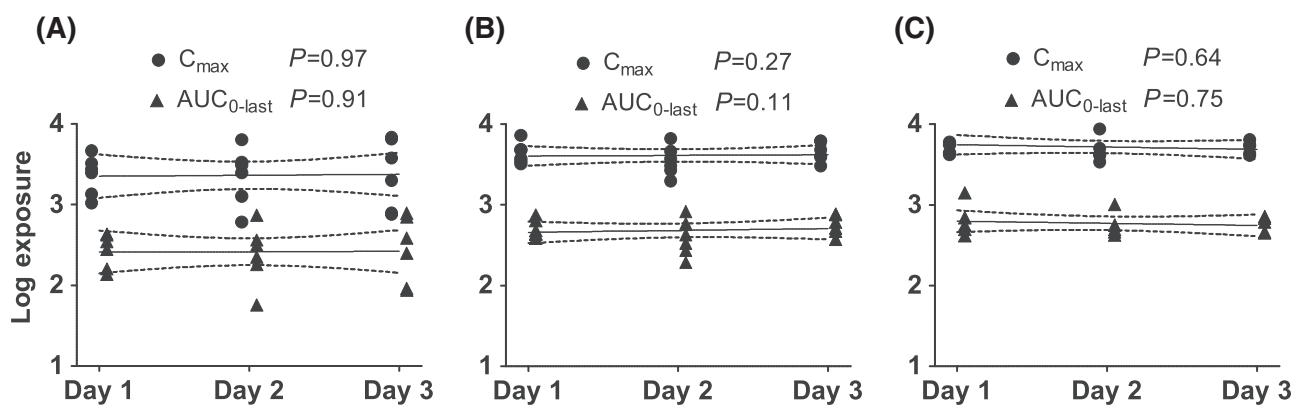 (A)
● Cmax P=0.97
▲ AUC0-last P=0.91
(B)
● Cmax P=0.27
▲ AUC0-last P=0.11
(C)
● Cmax P=0.64
▲ AUC0-last P=0.75
Log exposure
4
3
2
1
Day 1 Day 2 Day 3
4
3
2
1
Day 1 Day 2 Day 3
4
3
2
1
Day 1 Day 2 Day 3